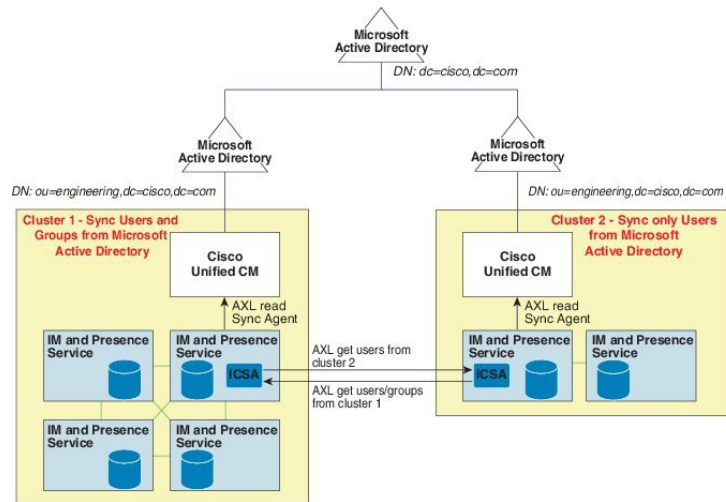 Microsoft
Active Directory
DN: dc=cisco,dc=com
Microsoft
Active Directory
Microsoft
Active Directory
DN: ou=engineering,dc=cisco,dc=com
DN: ou=engineering,dc=cisco,dc=com
Cluster 1 - Sync Users and
Groups from Microsoft
Active Directory
Cisco
Unified CM
AXL read
Sync Agent
IM and Presence
Service
IM and Presence
Service
ICSA
IM and Presence
Service
IM and Presence
Service
AXL get users from
cluster 2
AXL get users/groups
from cluster 1
Cluster 2 - Sync only Users
from Microsoft
Active Directory
Cisco
Unified CM
AXL read
Sync Agent
IM and Presence
Service
ICSA
IM and Presence
Service